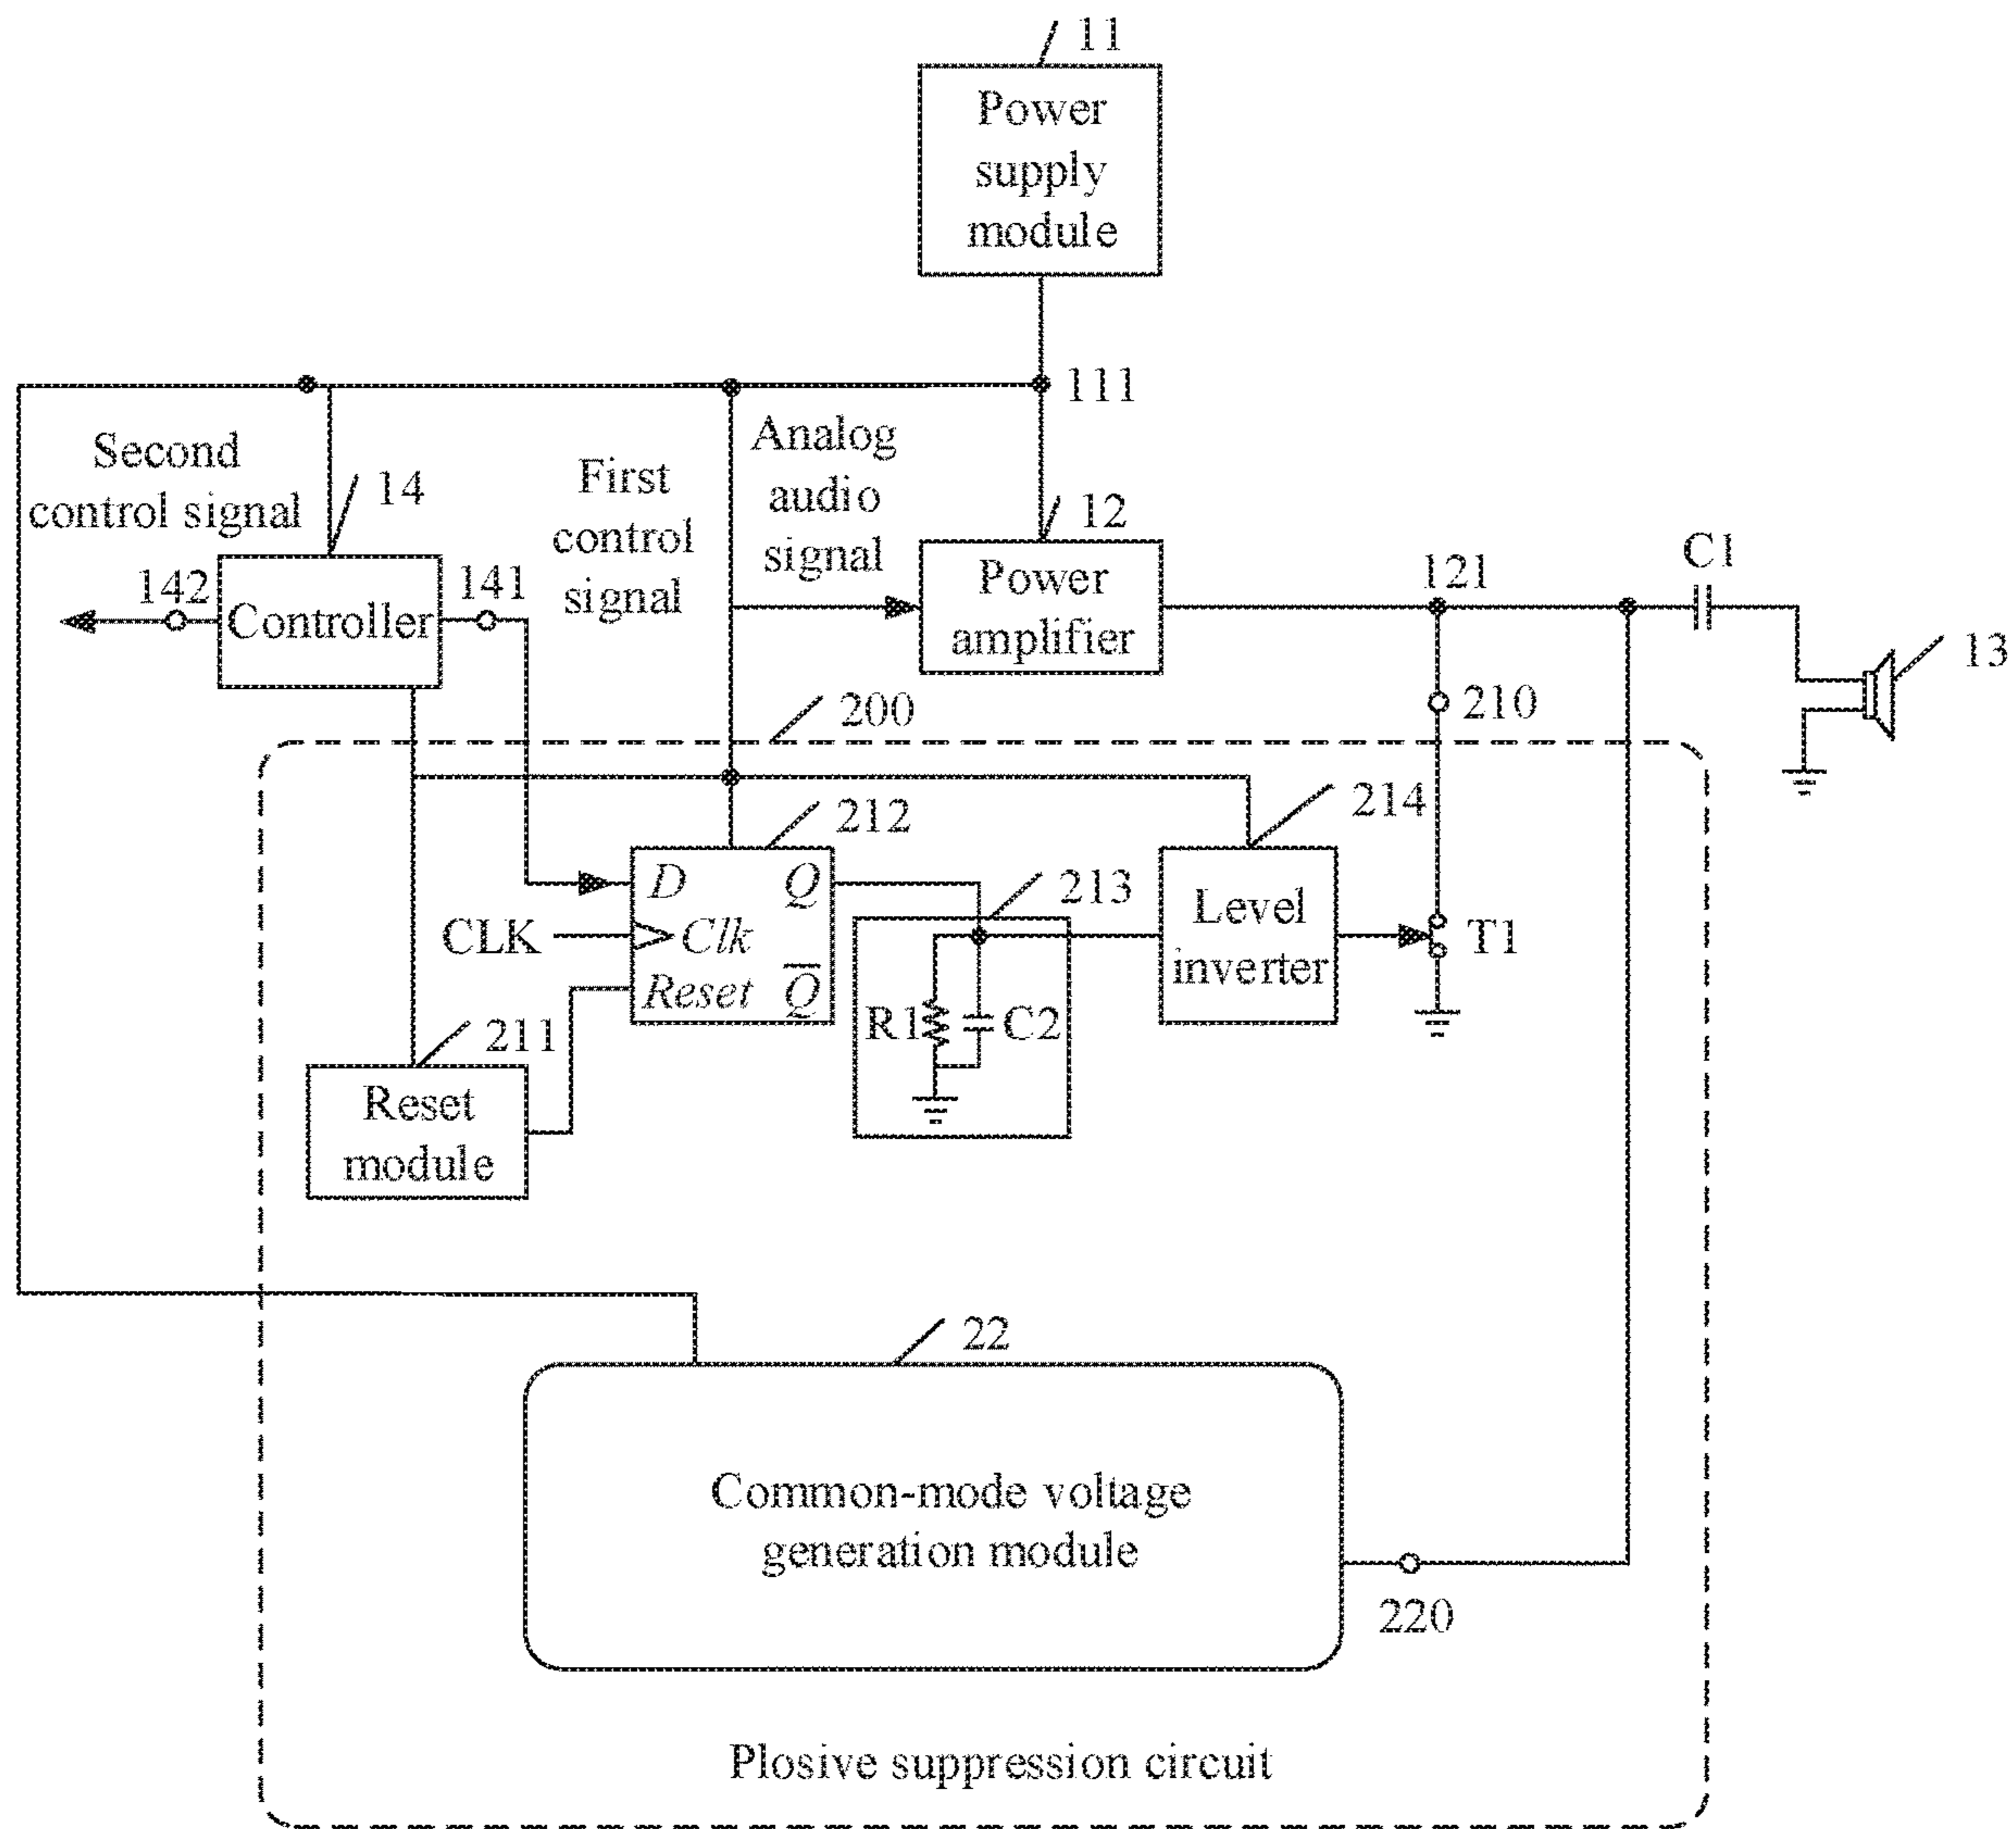 11
Power
supply
module
111
Second
control signal
14
First
control
signal
Analog
audio
signal
12
Power
amplifier
121
C1
13
142
Controller
141
200
210
212
214
D
Q
213
Level
inverter
T1
CLK
Clk
Reset
Q̅
R1
C2
211
Reset
module
22
Common-mode voltage
generation module
220
Plosive suppression circuit